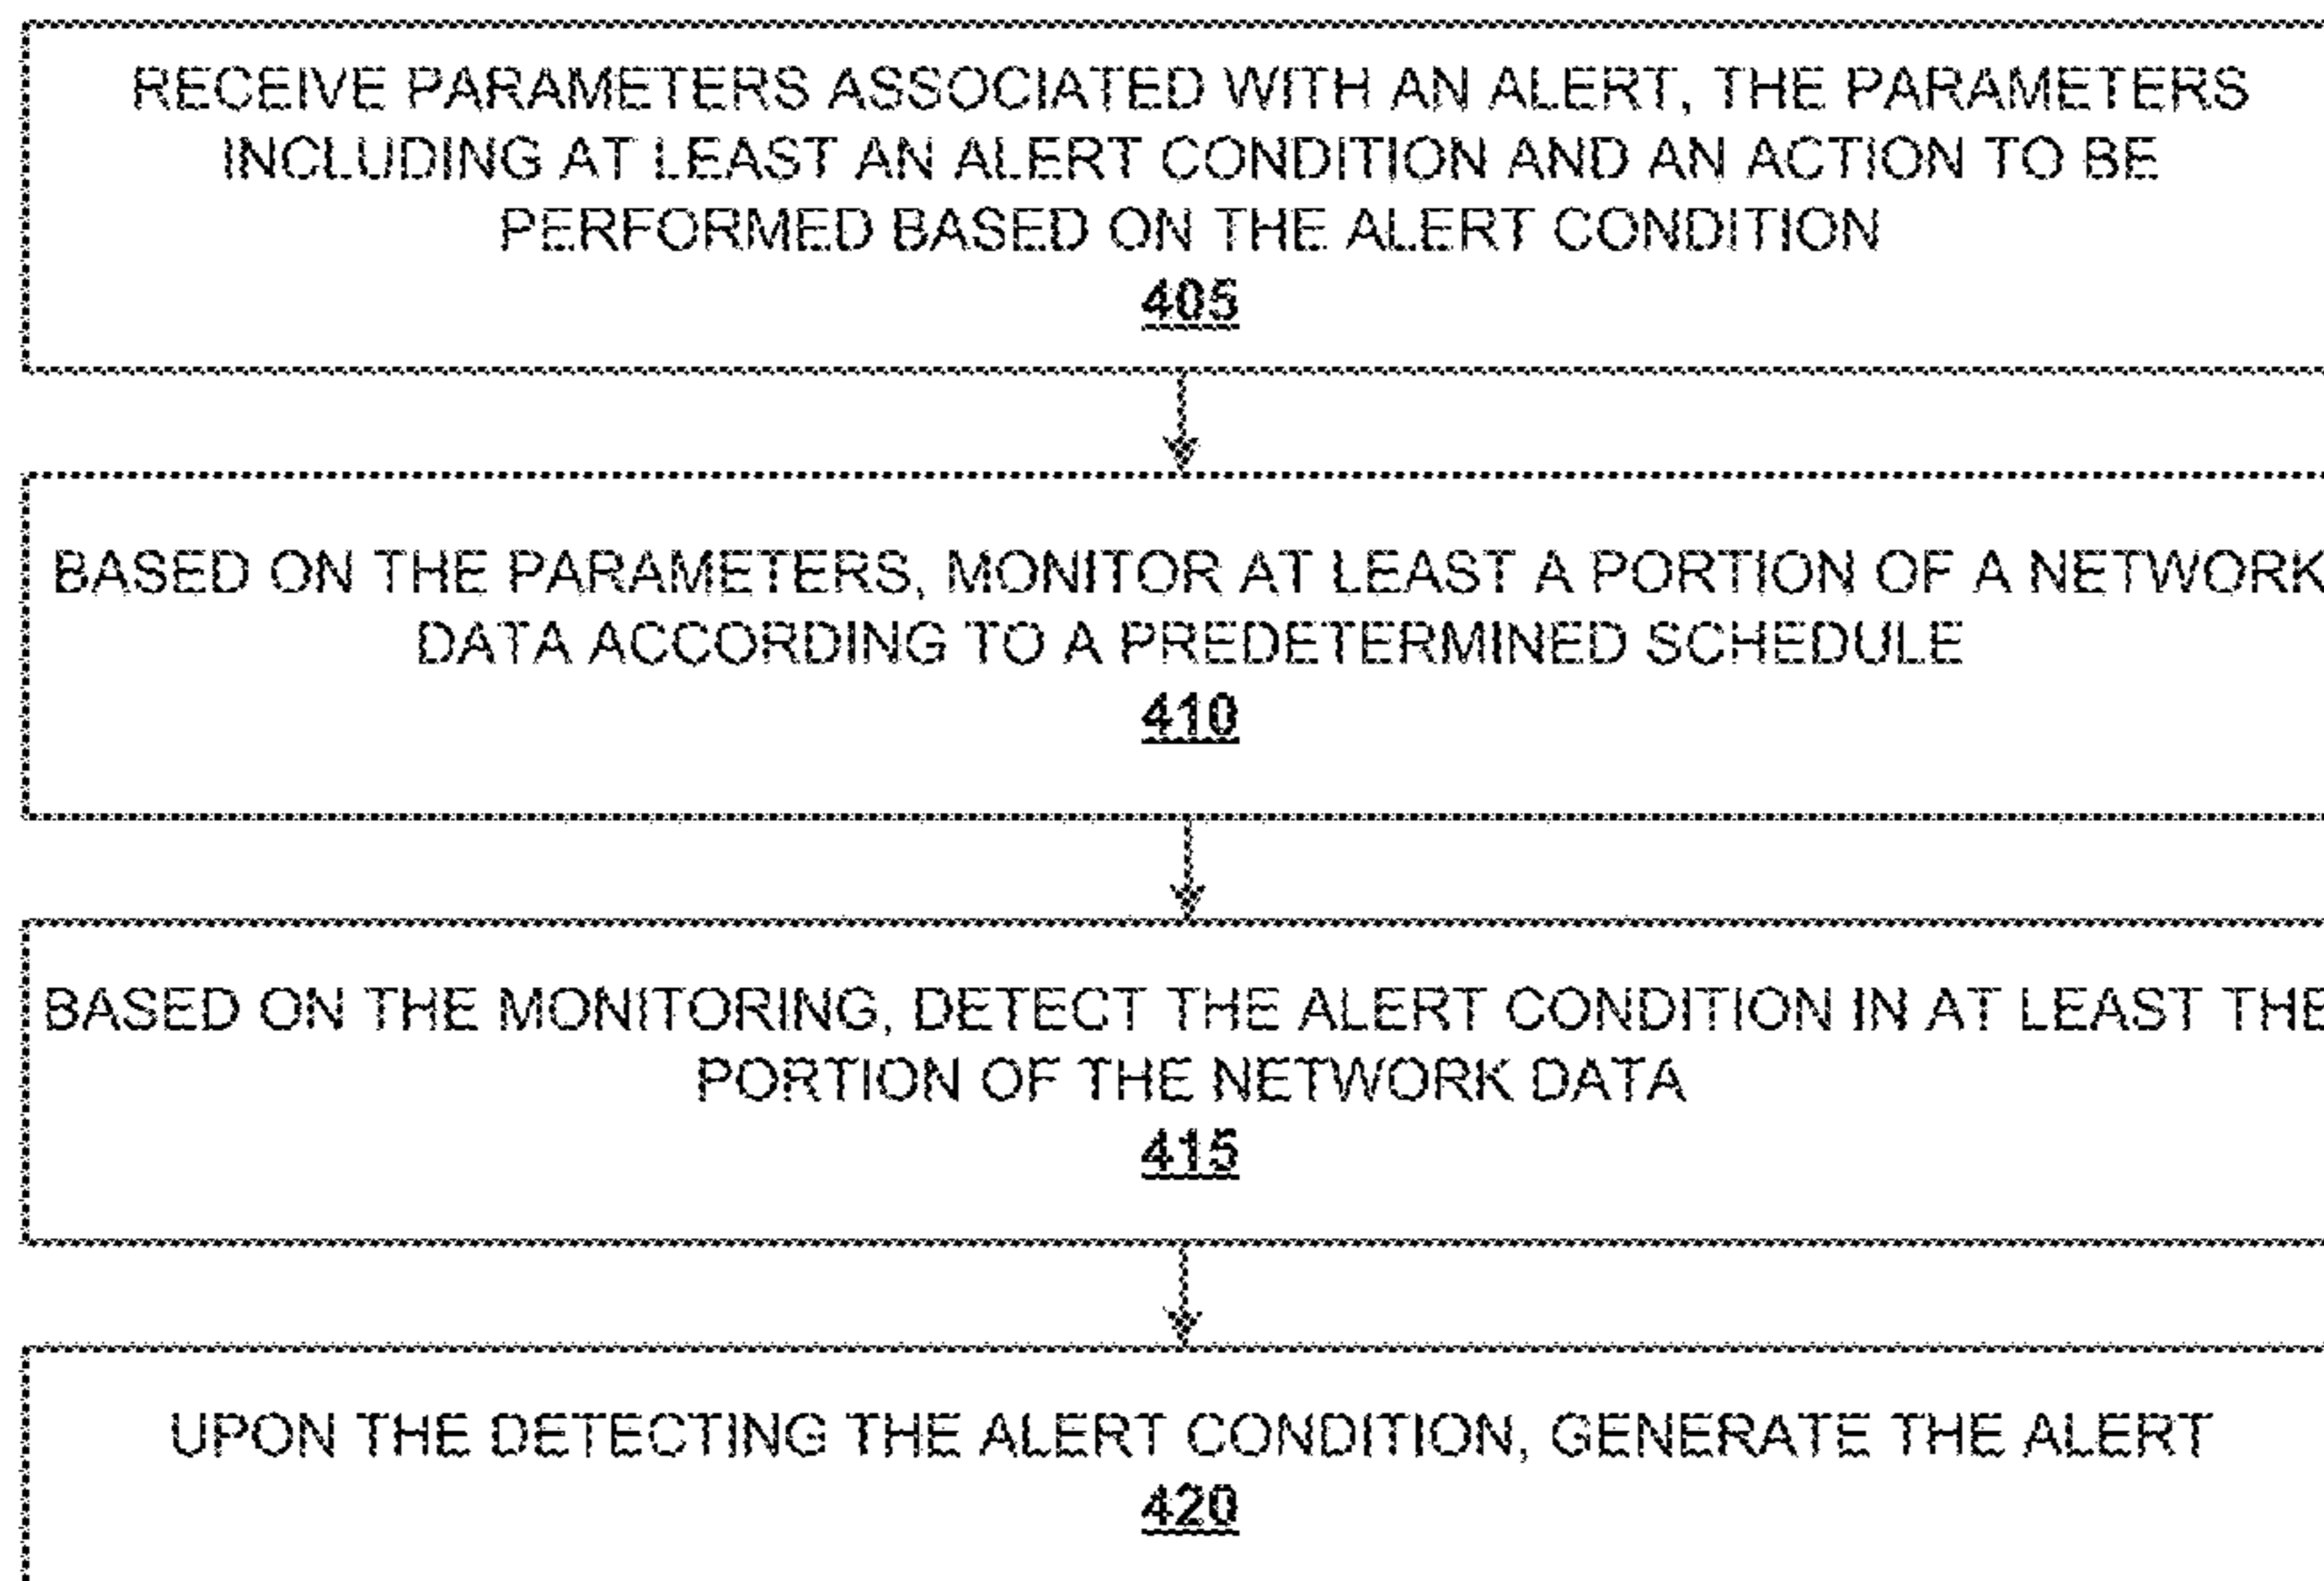 RECEIVE PARAMETERS ASSOCIATED WITH AN ALERT, THE PARAMETERS
INCLUDING AT LEAST AN ALERT CONDITION AND AN ACTION TO BE
PERFORMED BASED ON THE ALERT CONDITION
405
BASED ON THE PARAMETERS, MONITOR AT LEAST A PORTION OF A NETWORK
DATA ACCORDING TO A PREDETERMINED SCHEDULE
410
BASED ON THE MONITORING, DETECT THE ALERT CONDITION IN AT LEAST THE
PORTION OF THE NETWORK DATA
415
UPON THE DETECTING THE ALERT CONDITION, GENERATE THE ALERT
420